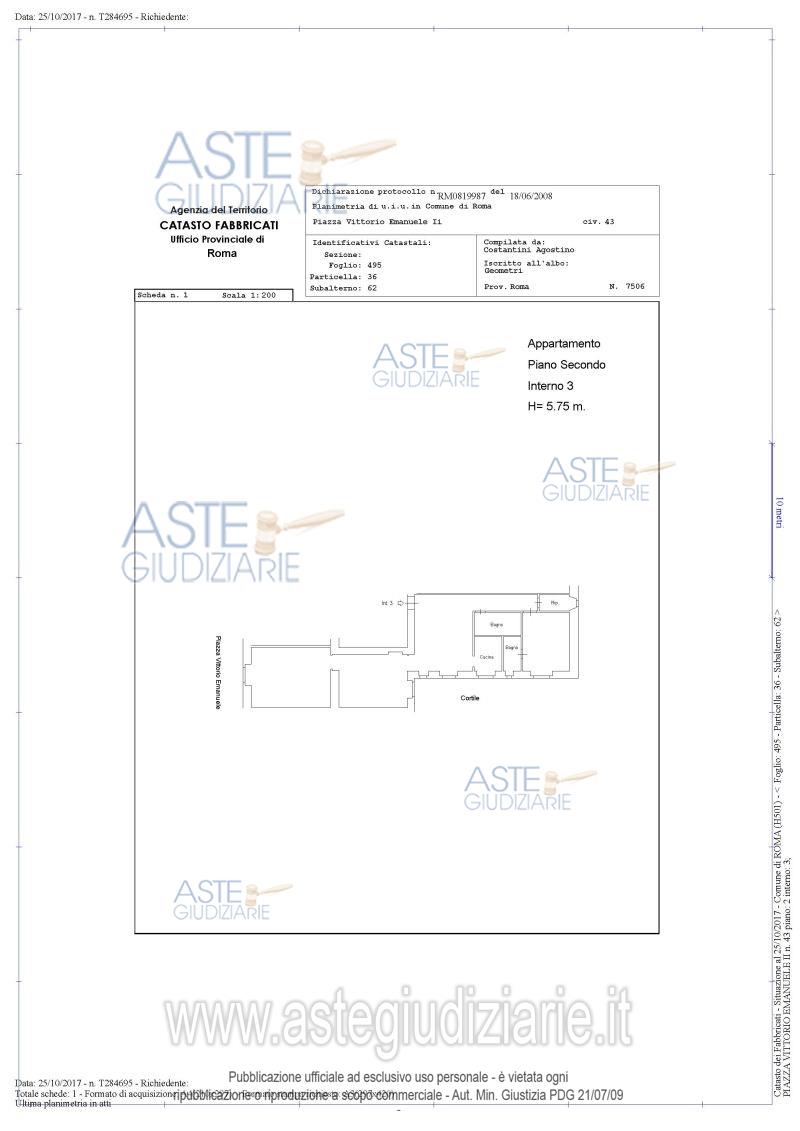 Data: 25/10/2017 - n. T284695 - Richiedente:
ASTE
GIUDIZIARIE
Agenzia del Territorio
CATASTO FABBRICATI
Ufficio Provinciale di
Roma
Dichiarazione protocollo n. RM0819987 del 18/06/2008
Planimetria di u.i.u. in Comune di Roma
Piazza Vittorio Emanuele Ii civ. 43
Identificativi Catastali:
Sezione:
Foglio: 495
Particella: 36
Subalterno: 62
Compilata da:
Costantini Agostino
Iscritto all'albo:
Geometri
Prov. Roma N. 7506
Scheda n. 1 Scala 1:200
Appartamento
Piano Secondo
Interno 3
H= 5.75 m.
ASTE
GIUDIZIARIE
ASTE
GIUDIZIARIE
ASTE
GIUDIZIARIE
10 metri
Int. 3
Rip.
Bagno
Bagno
Cucina
Piazza Vittorio Emanuele
Cortile
ASTE
GIUDIZIARIE
ASTE
GIUDIZIARIE
Catasto dei Fabbricati - Situazione al 25/10/2017 - Comune di ROMA (H501) - < Foglio: 495 - Particella: 36 - Subalterno: 62 >
PIAZZA VITTORIO EMANUELE II n. 43 piano: 2 interno: 3;
www.astegiudiziarie.it
Pubblicazione ufficiale ad esclusivo uso personale - è vietata ogni
ripubblicazione o riproduzione a scopo commerciale - Aut. Min. Giustizia PDG 21/07/09
Data: 25/10/2017 - n. T284695 - Richiedente:
Totale schede: 1 - Formato di acquisizione:
Ultima planimetria in atti